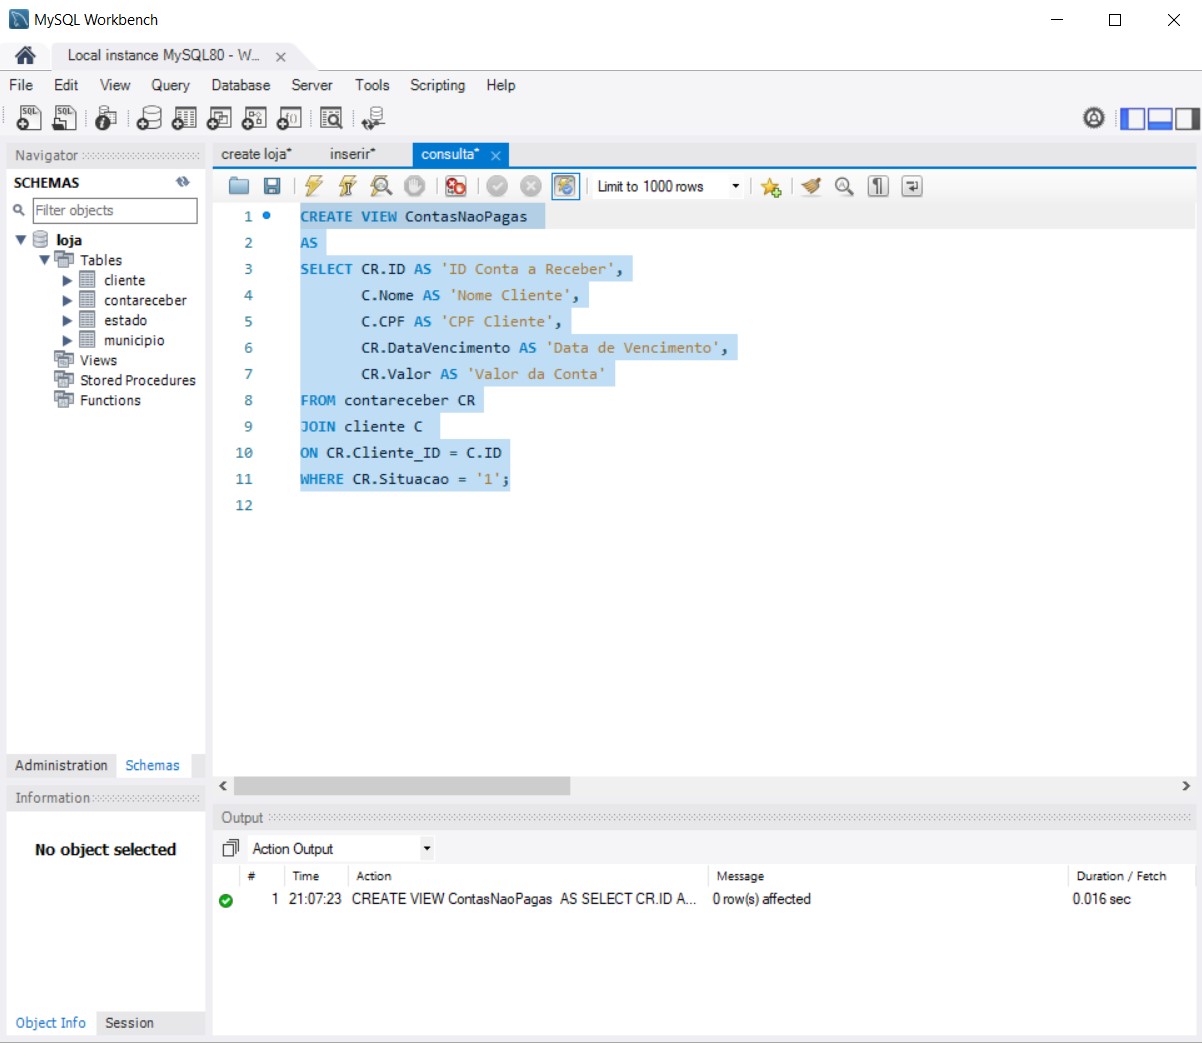 MySQL Workbench
Local instance MySQL80 - W...
File Edit View Query Database Tools Server Scripting Help
Navigator
SCHEMAS
Filter objects
loja
Tables
cliente
contareceber
estado
municipio
Views
Stored Procedures
Functions
Administration Schemas
Information
No object selected
Object Info Session
create loja* inserir* consulta*
Limit to 1000 rows
1 CREATE VIEW ContasNaoPagas
2 AS
3 SELECT CR.ID AS 'ID Conta a Receber',
4 C.Nome AS 'Nome Cliente',
5 C.CPF AS 'CPF Cliente',
6 CR.DataVencimento AS 'Data de Vencimento',
7 CR.Valor AS 'Valor da Conta'
8 FROM contareceber CR
9 JOIN cliente C
10 ON CR.Cliente_ID = C.ID
11 WHERE CR.Situacao = '1';
12
Output
Action Output
# Time Action Message Duration / Fetch
1 21:07:23 CREATE VIEW ContasNaoPagas AS SELECT CR.ID A... 0 row(s) affected 0.016 sec